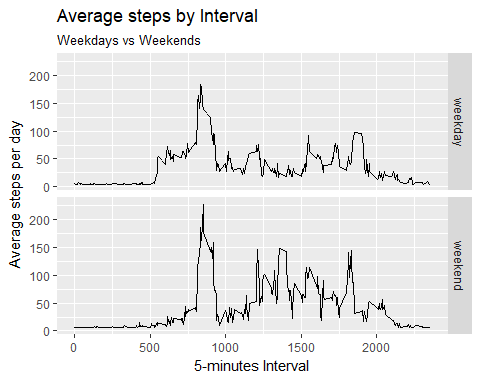 Average steps by Interval
Weekdays vs Weekends
200
150
100
50
0
weekday
200
150
100
50
0
weekend
0
500
1000
1500
2000
5-minutes Interval
Average steps per day